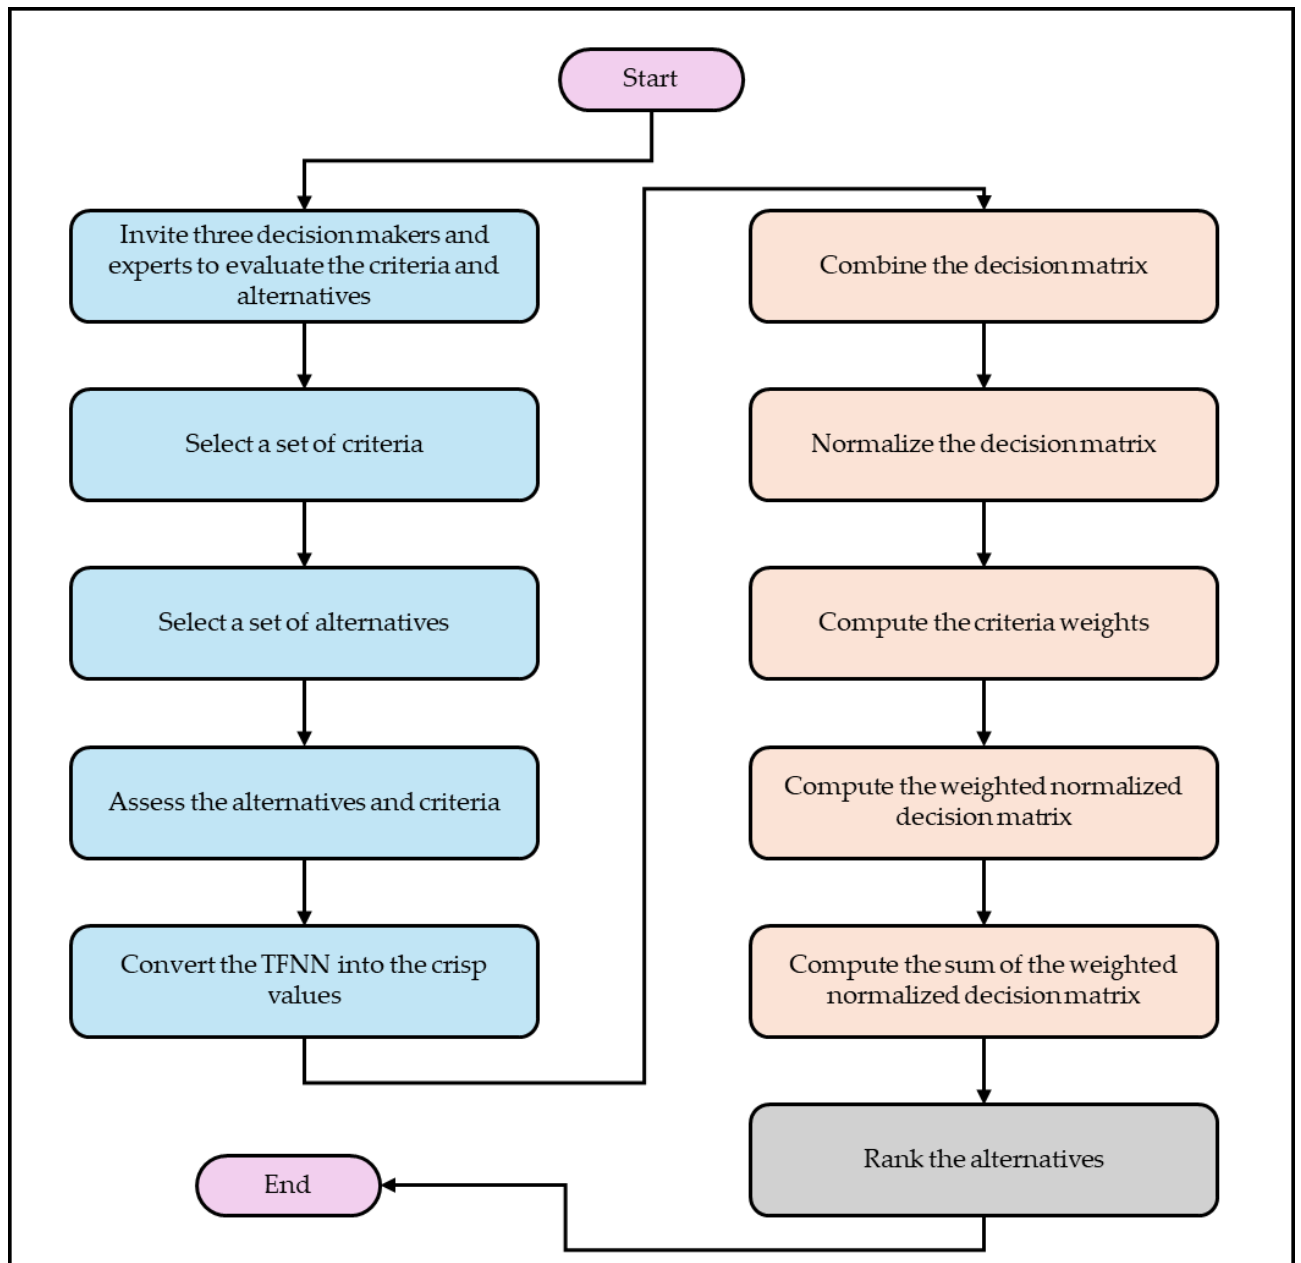 Start
Invite three decision makers and
experts to evaluate the criteria and
alternatives
Select a set of criteria
Select a set of alternatives
Assess the alternatives and criteria
Convert the TFNN into the crisp
values
Combine the decision matrix
Normalize the decision matrix
Compute the criteria weights
Compute the weighted normalized
decision matrix
Compute the sum of the weighted
normalized decision matrix
Rank the alternatives
End